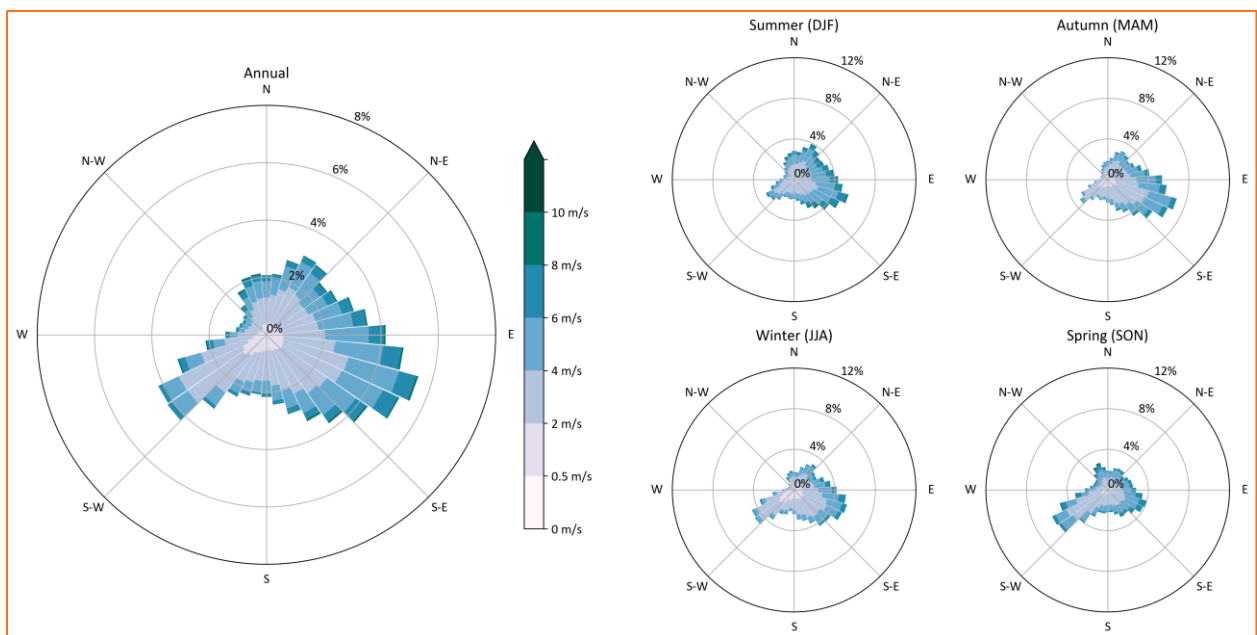 Annual
N
N-E
E
S-E
S
S-W
W
N-W
0%
2%
4%
6%
8%
10 m/s
8 m/s
6 m/s
4 m/s
2 m/s
0.5 m/s
0 m/s
Summer (DJF)
N
N-E
E
S-E
S
S-W
W
N-W
0%
4%
8%
12%
Autumn (MAM)
N
N-E
E
S-E
S
S-W
W
N-W
0%
4%
8%
12%
Winter (JJA)
N
N-E
E
S-E
S
S-W
W
N-W
0%
4%
8%
12%
Spring (SON)
N
N-E
E
S-E
S
S-W
W
N-W
0%
4%
8%
12%